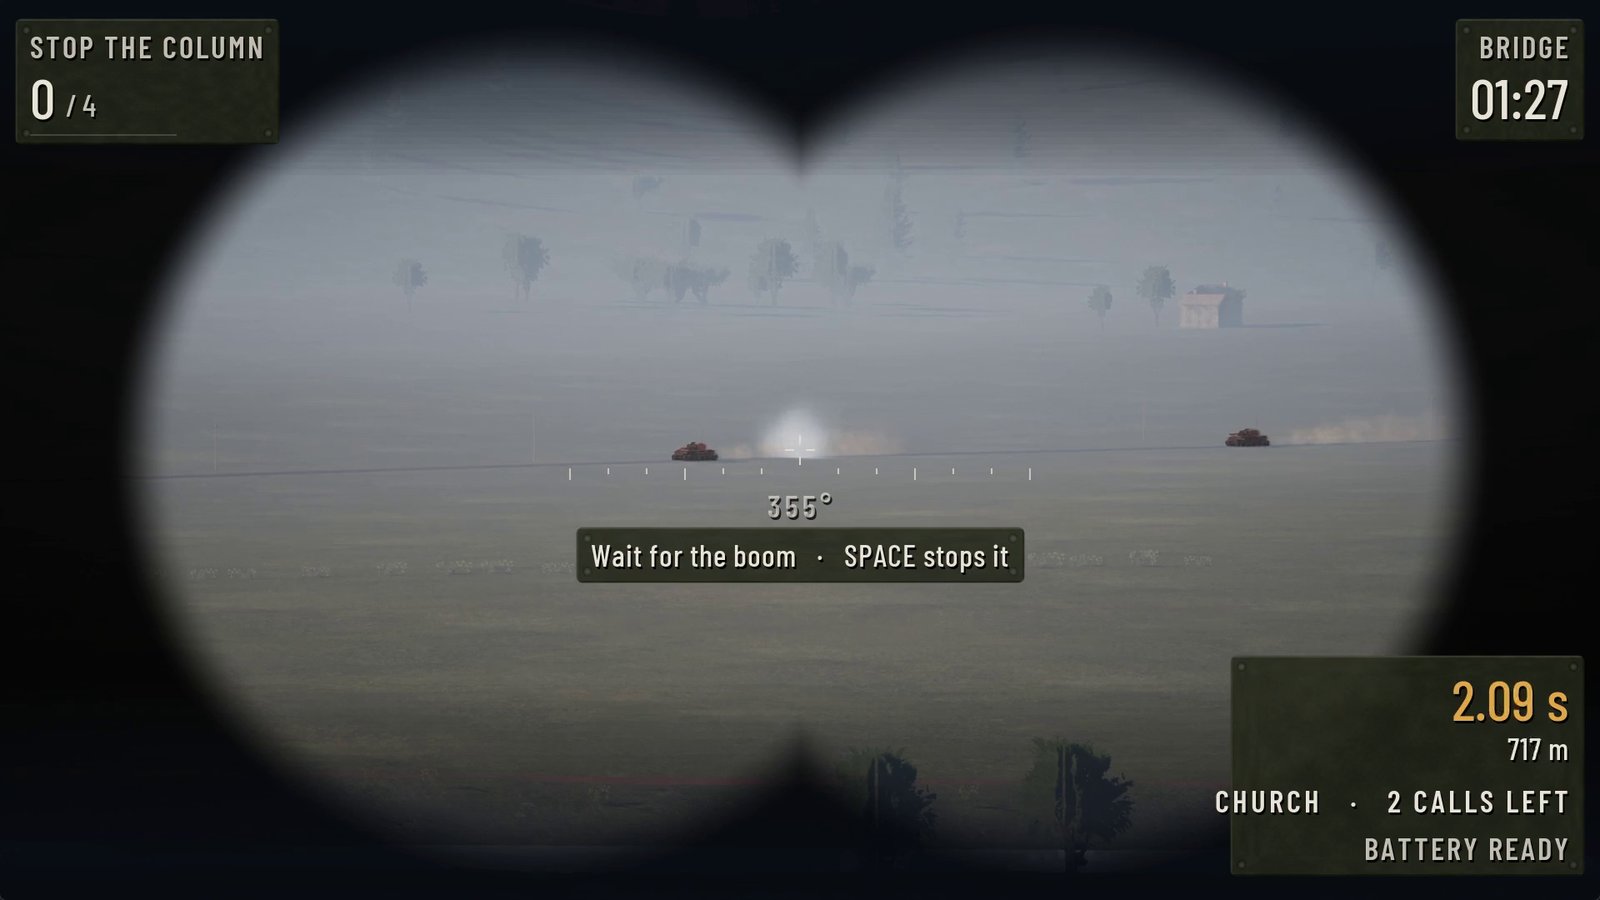 STOP THE COLUMN
0 / 4
BRIDGE
01:27
355°
Wait for the boom · SPACE stops it
2.09 s
717 m
CHURCH · 2 CALLS LEFT
BATTERY READY